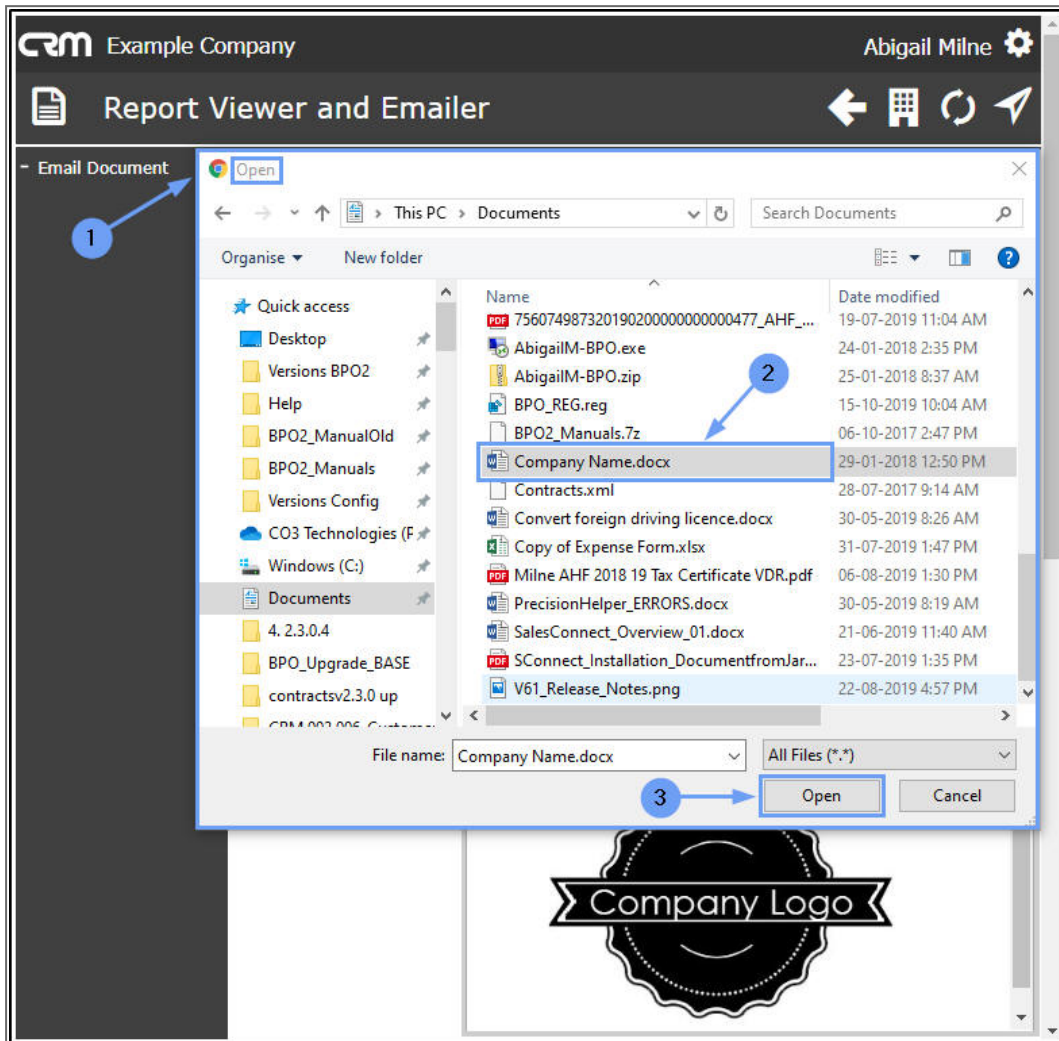 CRM Example Company Abigail Milne
Report Viewer and Emailer
- Email Document
Open
1
This PC > Documents
Search Documents
Organise New folder
?
Quick access
Desktop
Versions BPO2
Help
BPO2_ManualOld
BPO2_Manuals
Versions Config
CO3 Technologies (F
Windows (C:)
Documents
4. 2.3.0.4
BPO_Upgrade_BASE
contractsv2.3.0 up
Name Date modified
PDF 756074987320190200000000000477_AHF_... 19-07-2019 11:04 AM
AbigailM-BPO.exe 24-01-2018 2:35 PM
AbigailM-BPO.zip 25-01-2018 8:37 AM
2
BPO_REG.reg 15-10-2019 10:04 AM
BPO2_Manuals.7z 06-10-2017 2:47 PM
Company Name.docx 29-01-2018 12:50 PM
Contracts.xml 28-07-2017 9:14 AM
Convert foreign driving licence.docx 30-05-2019 8:26 AM
Copy of Expense Form.xlsx 31-07-2019 1:47 PM
PDF Milne AHF 2018 19 Tax Certificate VDR.pdf 06-08-2019 1:30 PM
PrecisionHelper_ERRORS.docx 30-05-2019 8:19 AM
SalesConnect_Overview_01.docx 21-06-2019 11:40 AM
PDF SConnect_Installation_DocumentfromJar... 23-07-2019 1:35 PM
V61_Release_Notes.png 22-08-2019 4:57 PM
File name: Company Name.docx All Files (*.*)
3 Open Cancel
Company Logo